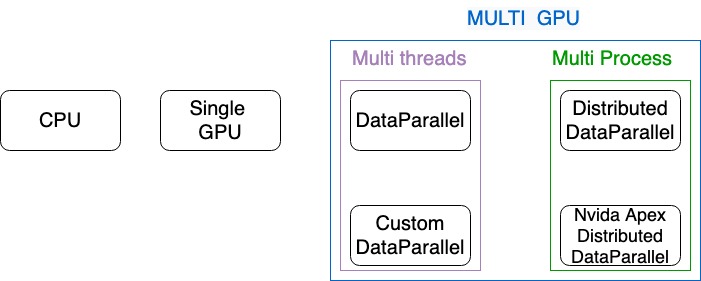 MULTI GPU
Multi threads
Multi Process
CPU
Single
GPU
DataParallel
Distributed
DataParallel
Custom
DataParallel
Nvida Apex
Distributed
DataParallel